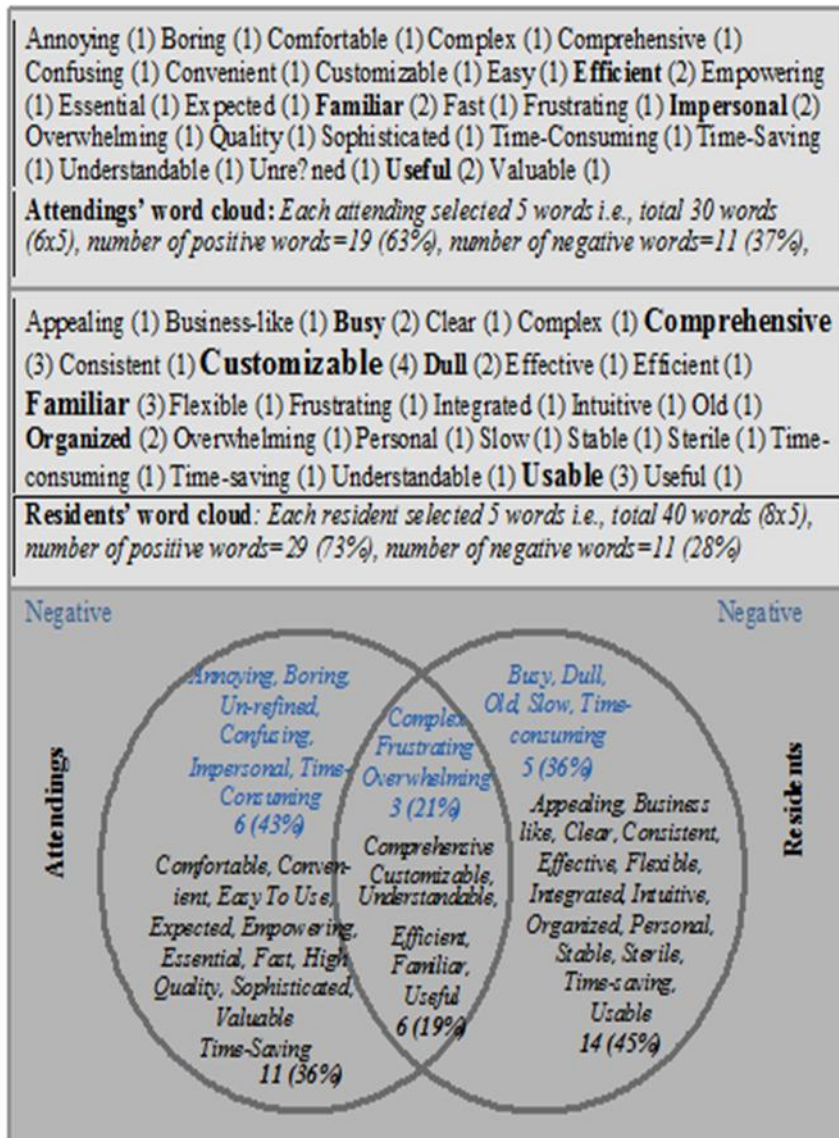 Annoying (1) Boring (1) Comfortable (1) Complex (1) Comprehensive (1)
Confusing (1) Convenient (1) Customizable (1) Easy (1) Efficient (2) Empowering
(1) Essential (1) Expected (1) Familiar (2) Fast (1) Frustrating (1) Impersonal (2)
Overwhelming (1) Quality (1) Sophisticated (1) Time-Consuming (1) Time-Saving
(1) Understandable (1) Unre?ned (1) Useful (2) Valuable (1)
Attendings’ word cloud: Each attending selected 5 words i.e., total 30 words
(6x5), number of positive words=19 (63%), number of negative words=11 (37%),
Appealing (1) Business-like (1) Busy (2) Clear (1) Complex (1) Comprehensive
(3) Consistent (1) Customizable (4) Dull (2) Effective (1) Efficient (1)
Familiar (3) Flexible (1) Frustrating (1) Integrated (1) Intuitive (1) Old (1)
Organized (2) Overwhelming (1) Personal (1) Slow (1) Stable (1) Sterile (1) Time-
consuming (1) Time-saving (1) Understandable (1) Usable (3) Useful (1)
Residents’ word cloud: Each resident selected 5 words i.e., total 40 words (8x5),
number of positive words=29 (73%), number of negative words=11 (28%)
Negative
Negative
Attendings
Annoying, Boring,
Un-refined,
Confusing,
Impersonal, Time-
Consuming
6 (43%)
Comfortable, Conven-
ient, Easy To Use,
Expected, Empowering,
Essential, Fast, High
Quality, Sophisticated,
Valuable
Time-Saving
11 (36%)
Complex,
Frustrating
Overwhelming
3 (21%)
Comprehensive
Customizable,
Understandable,
Efficient,
Familiar,
Useful
6 (19%)
Busy, Dull,
Old, Slow, Time-
consuming
5 (36%)
Appealing, Business
like, Clear, Consistent,
Effective, Flexible,
Integrated, Intuitive,
Organized, Personal,
Stable, Sterile,
Time-saving,
Usable
14 (45%)
Residents